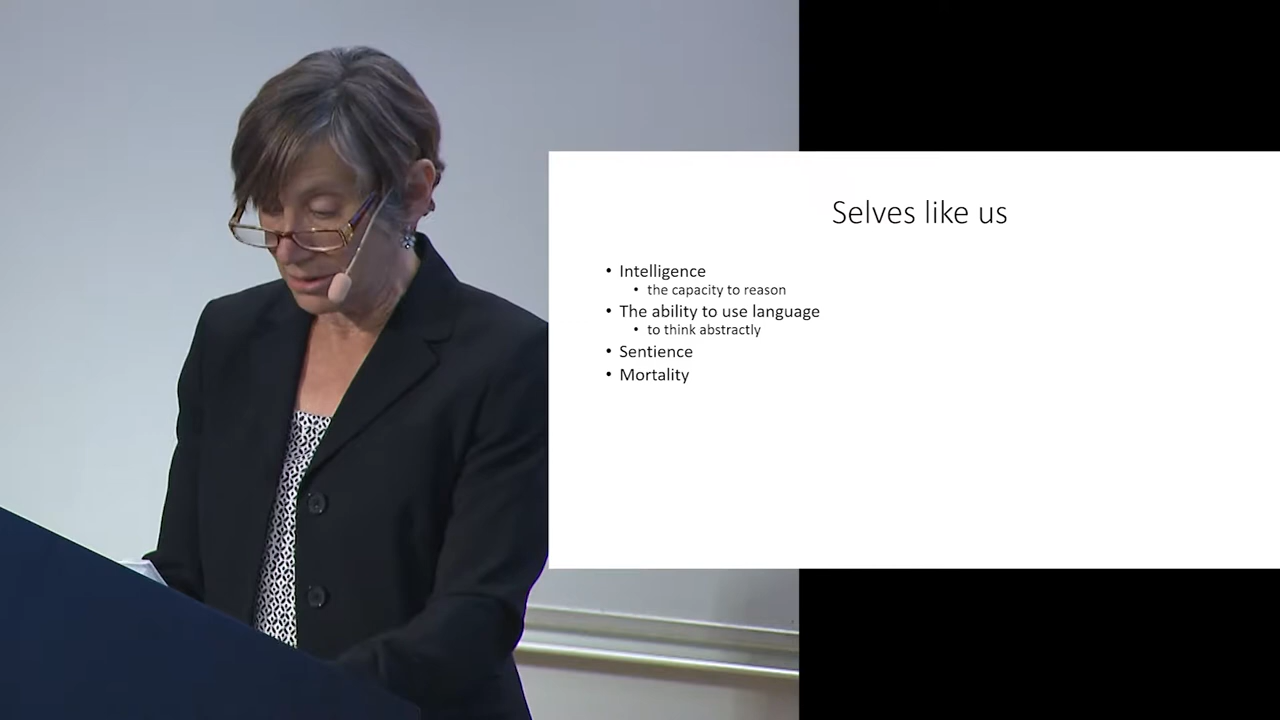 Selves like us
• Intelligence
• the capacity to reason
• The ability to use language
• to think abstractly
• Sentience
• Mortality